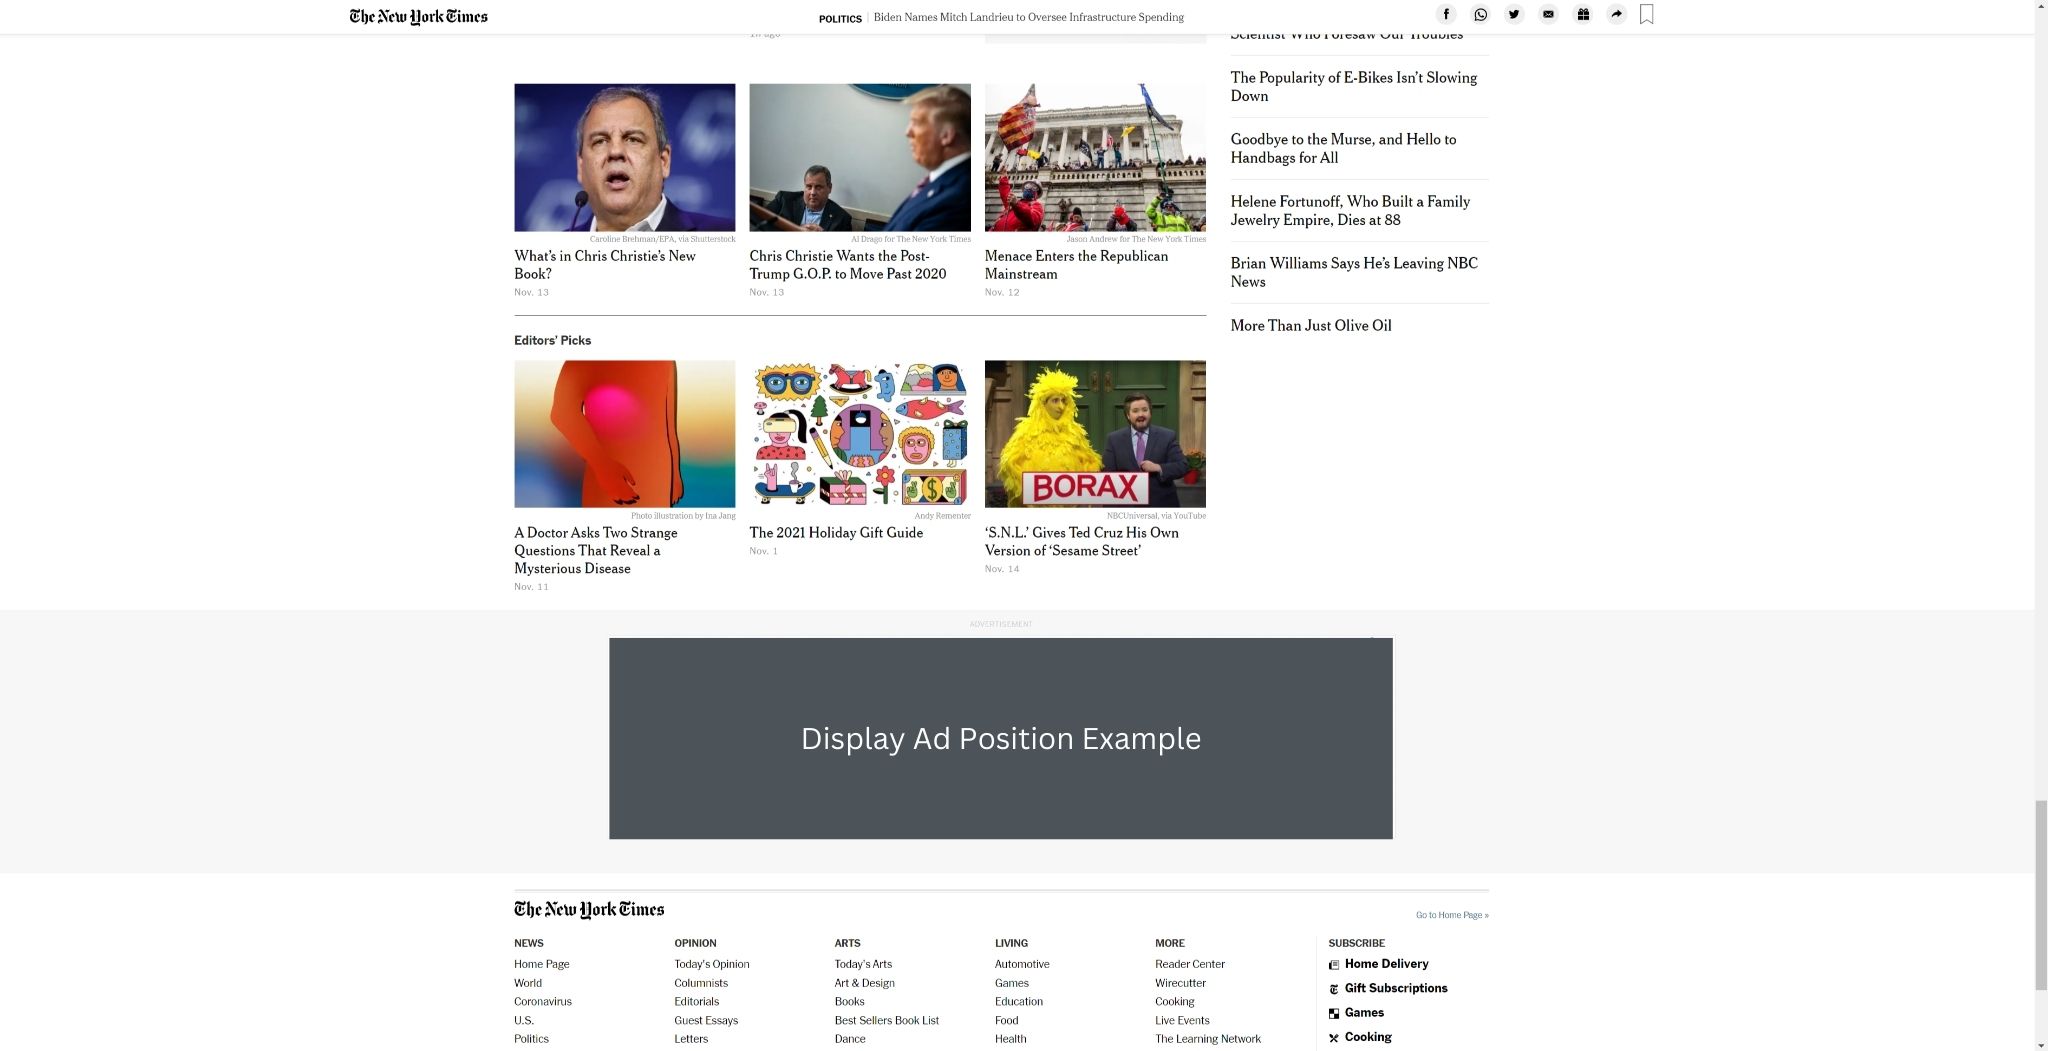 The New York Times
POLITICS | Biden Names Mitch Landrieu to Oversee Infrastructure Spending
1h ago
Scientist Who Foresaw Our Troubles
The Popularity of E-Bikes Isn't Slowing
Down
Goodbye to the Murse, and Hello to
Handbags for All
Helene Fortunoff, Who Built a Family
Jewelry Empire, Dies at 88
Brian Williams Says He's Leaving NBC
News
More Than Just Olive Oil
Caroline Brehman/EPA, via Shutterstock
What's in Chris Christie's New
Book?
Nov. 13
Al Drago for The New York Times
Chris Christie Wants the Post-
Trump G.O.P. to Move Past 2020
Nov. 13
Jason Andrew for The New York Times
Menace Enters the Republican
Mainstream
Nov. 12
Editors' Picks
Photo illustration by Ina Jang
A Doctor Asks Two Strange
Questions That Reveal a
Mysterious Disease
Nov. 11
Andy Rementer
The 2021 Holiday Gift Guide
Nov. 1
BORAX
NBCUniversal, via YouTube
'S.N.L.' Gives Ted Cruz His Own
Version of 'Sesame Street'
Nov. 14
ADVERTISEMENT
Display Ad Position Example
The New York Times
Go to Home Page »
NEWS
Home Page
World
Coronavirus
U.S.
Politics
OPINION
Today's Opinion
Columnists
Editorials
Guest Essays
Letters
ARTS
Today's Arts
Art & Design
Books
Best Sellers Book List
Dance
LIVING
Automotive
Games
Education
Food
Health
MORE
Reader Center
Wirecutter
Cooking
Live Events
The Learning Network
SUBSCRIBE
Home Delivery
Gift Subscriptions
Games
Cooking